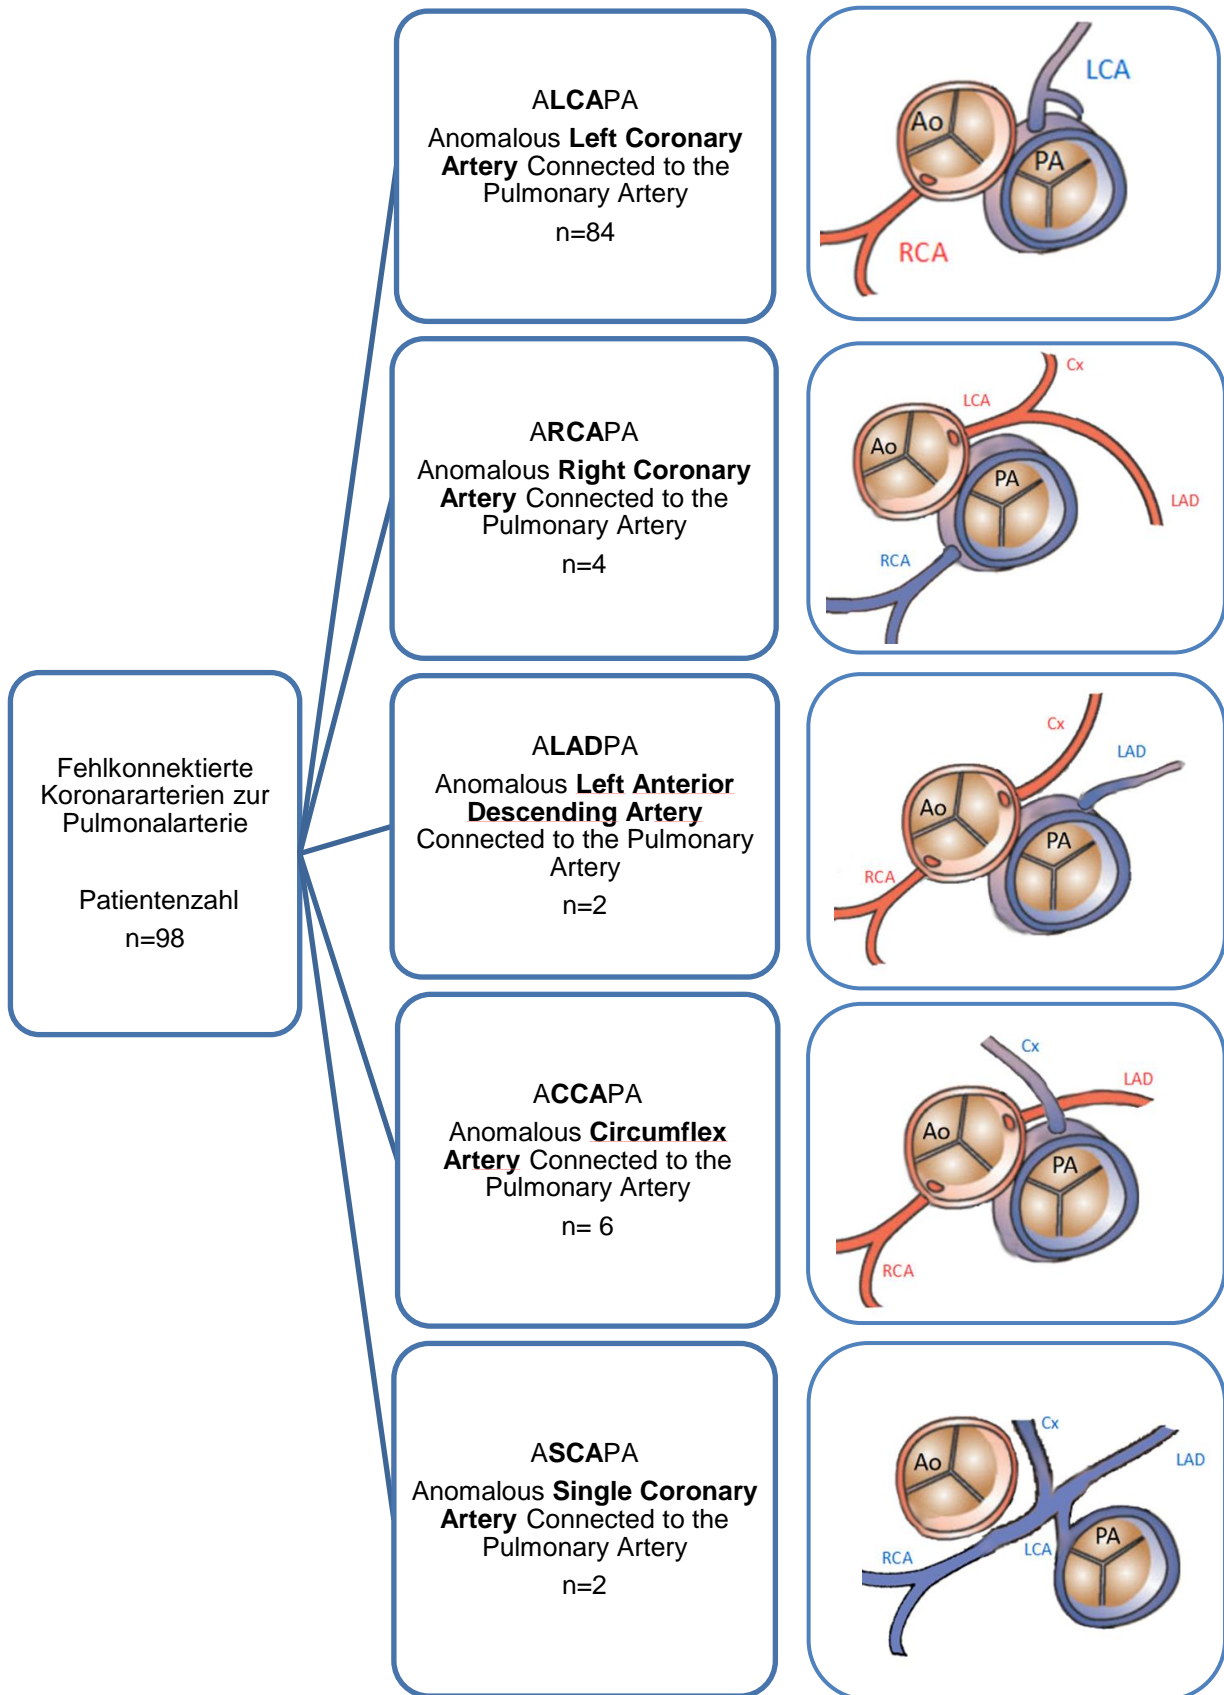 ALCAPA
Anomalous Left Coronary
Artery Connected to the
Pulmonary Artery
n=84
LCA
Ao
PA
RCA
ARCAPA
Anomalous Right Coronary
Artery Connected to the
Pulmonary Artery
n=4
Cx
LCA
Ao
PA
LAD
RCA
Fehlkonnektierte
Koronararterien zur
Pulmonalarterie
Patientenzahl
n=98
ALADPA
Anomalous Left Anterior
Descending Artery
Connected to the Pulmonary
Artery
n=2
Cx
LAD
Ao
PA
RCA
ACCAPA
Anomalous Circumflex
Artery Connected to the
Pulmonary Artery
n= 6
Cx
LAD
Ao
PA
RCA
ASCAPA
Anomalous Single Coronary
Artery Connected to the
Pulmonary Artery
n=2
Cx
LAD
Ao
PA
LCA
RCA